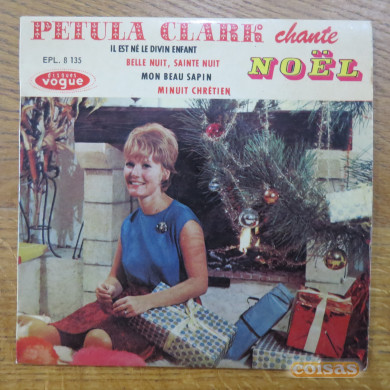 PETULA CLARK chante
NOËL
IL EST NÉ LE DIVIN ENFANT
BELLE NUIT, SAINTE NUIT
MON BEAU SAPIN
MINUIT CHRÉTIEN
EPL. 8 135
DISQUES
vogue
coisas